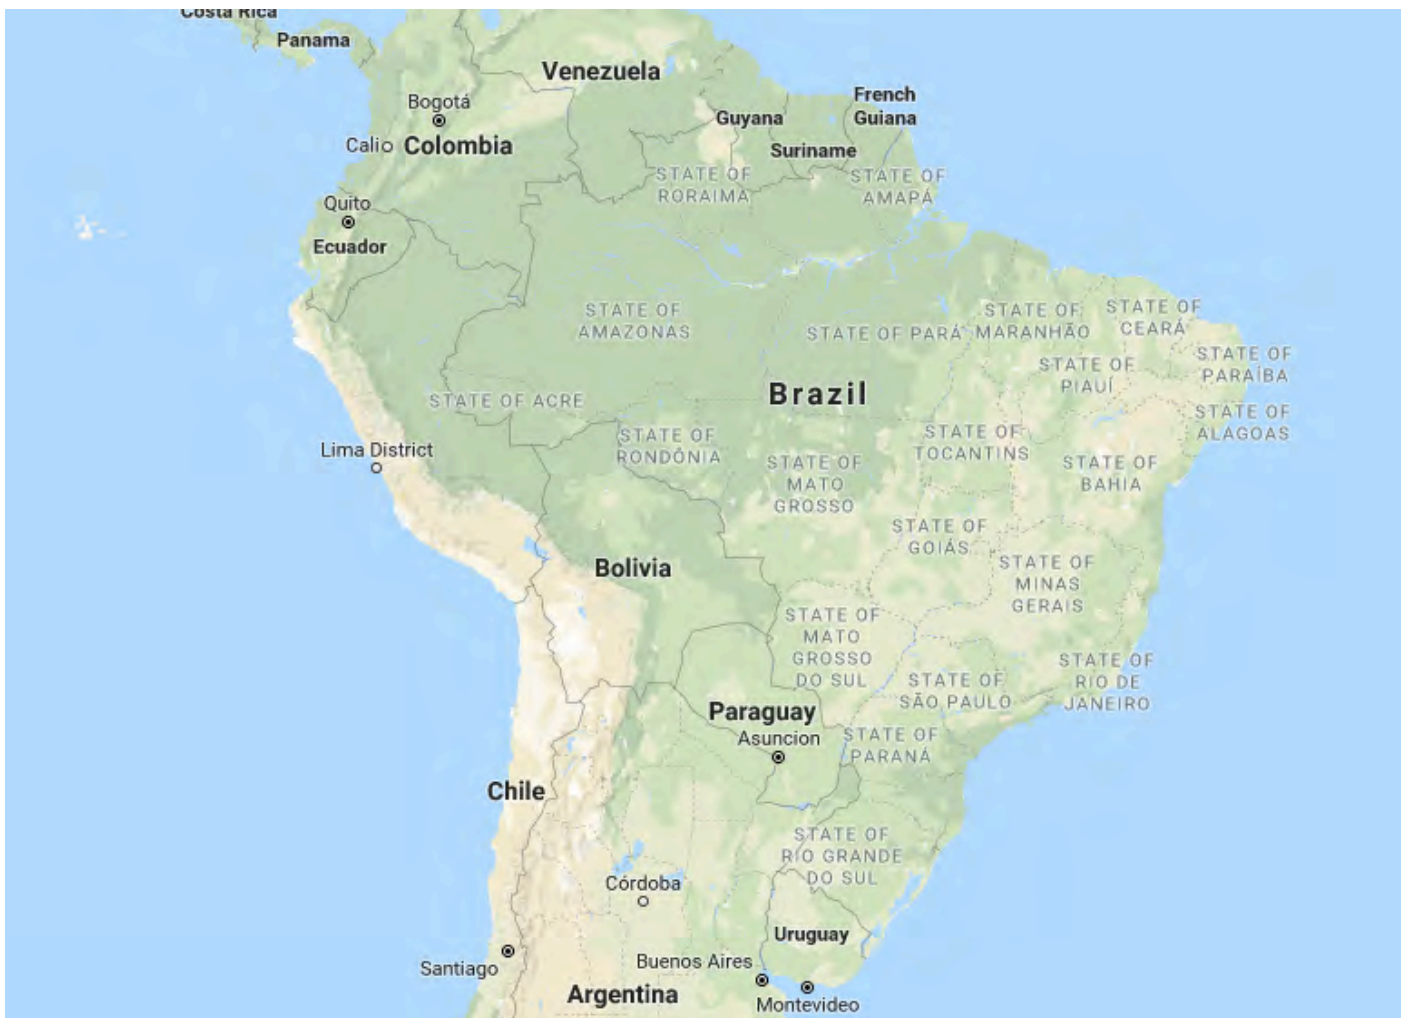 Costa Rica
Panama
Venezuela
French
Guiana
Bogotá
Guyana
Cali
Colombia
Suriname
STATE OF
RORAIMA
STATE OF
AMAPÁ
Quito
Ecuador
STATE OF
AMAZONAS
STATE OF PARÁ
STATE OF
MARANHÃO
STATE OF
CEARÁ
STATE OF
PARAÍBA
STATE OF
PIAUÍ
Brazil
STATE OF ACRE
STATE OF
ALAGOAS
STATE OF
RONDÔNIA
STATE OF
TOCANTINS
Lima District
STATE OF
MATO
GROSSO
STATE OF
BAHIA
STATE OF
GOIÁS
Bolivia
STATE OF
MINAS
GERAIS
STATE OF
MATO
GROSSO
DO SUL
STATE OF
RIO DE
JANEIRO
STATE OF
SÃO PAULO
Paraguay
Asuncion
STATE OF
PARANÁ
Chile
STATE OF
RIO GRANDE
DO SUL
Córdoba
Uruguay
Santiago
Buenos Aires
Argentina
Montevideo